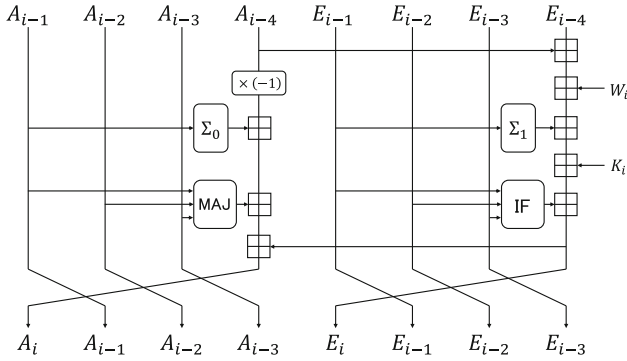 A_{i-1} A_{i-2} A_{i-3} A_{i-4} E_{i-1} E_{i-2} E_{i-3} E_{i-4}
× (−1)
W_i
Σ_0 Σ_1
K_i
MAJ IF
A_i A_{i-1} A_{i-2} A_{i-3} E_i E_{i-1} E_{i-2} E_{i-3}